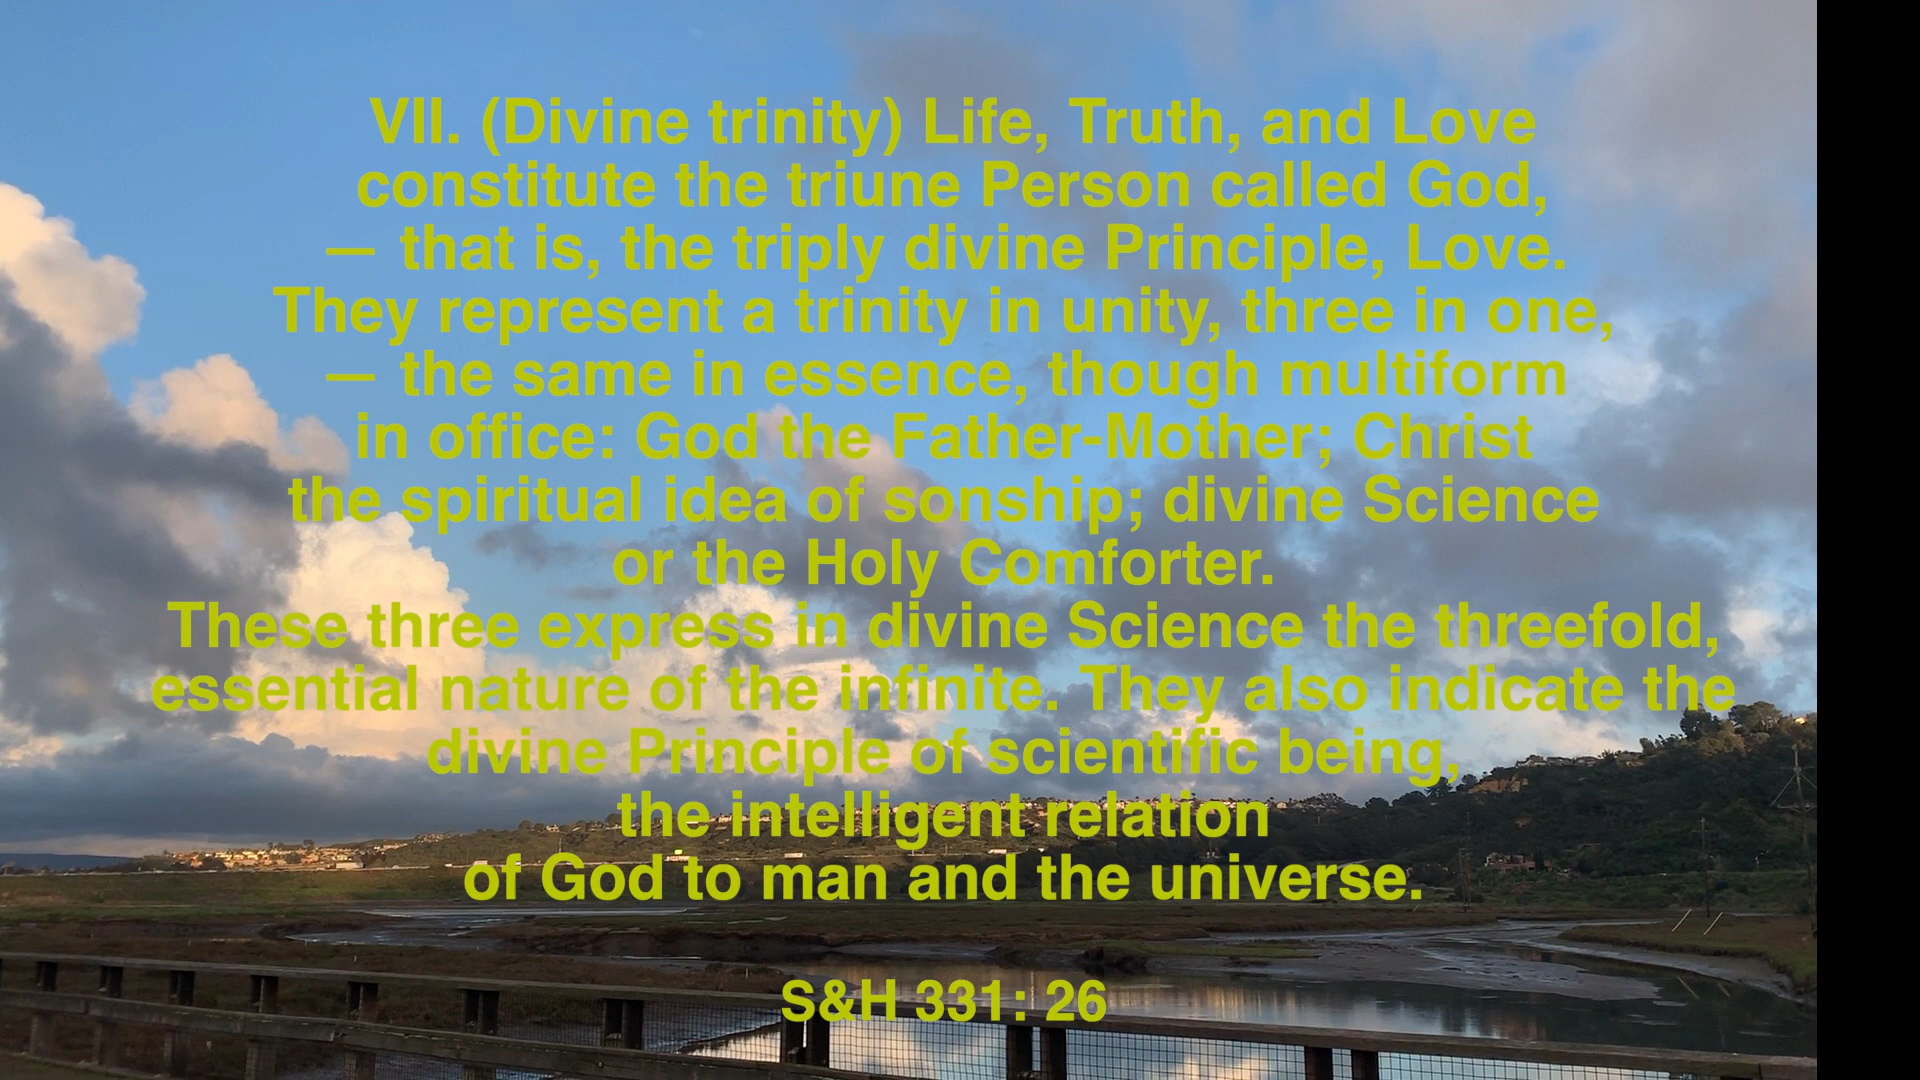 VII. (Divine trinity) Life, Truth, and Love
constitute the triune Person called God,
— that is, the triply divine Principle, Love.
They represent a trinity in unity, three in one,
— the same in essence, though multiform
in office: God the Father-Mother; Christ
the spiritual idea of sonship; divine Science
or the Holy Comforter.
These three express in divine Science the threefold,
essential nature of the infinite. They also indicate the
divine Principle of scientific being,
the intelligent relation
of God to man and the universe.
S&H 331: 26